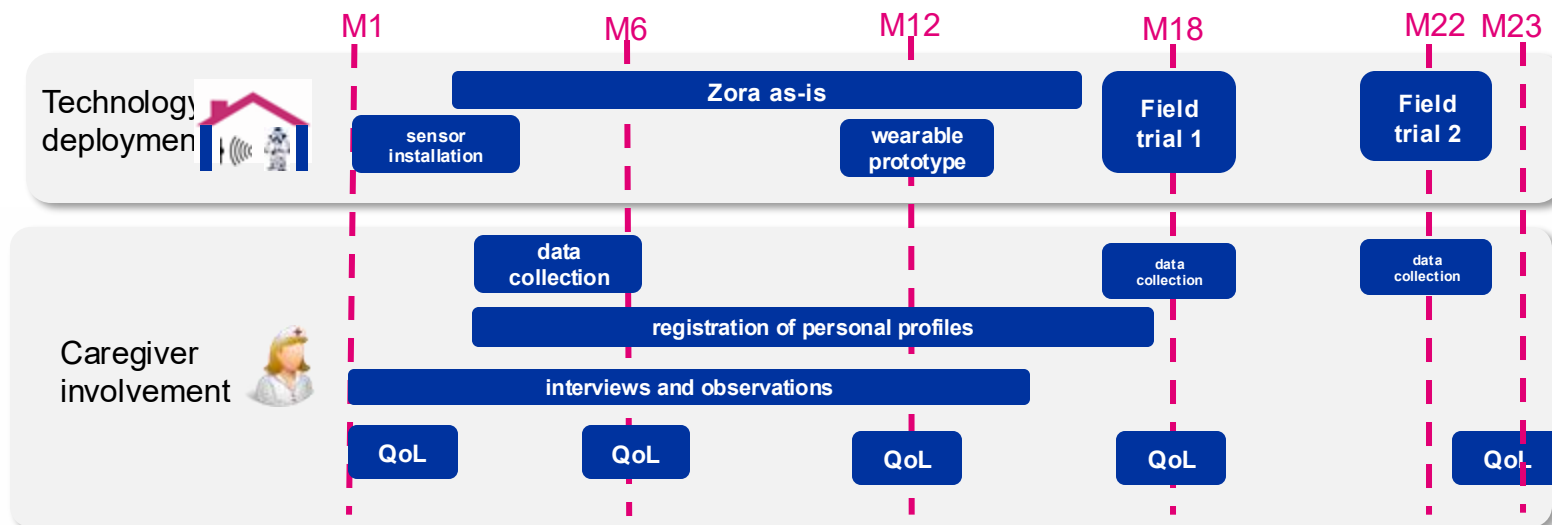 M1
M6
M12
M18
M22
M23
Technology
deployment
Zora as-is
sensor
installation
wearable
prototype
Field
trial 1
Field
trial 2
Caregiver
involvement
data
collection
data
collection
data
collection
registration of personal profiles
interviews and observations
QoL
QoL
QoL
QoL
QoL